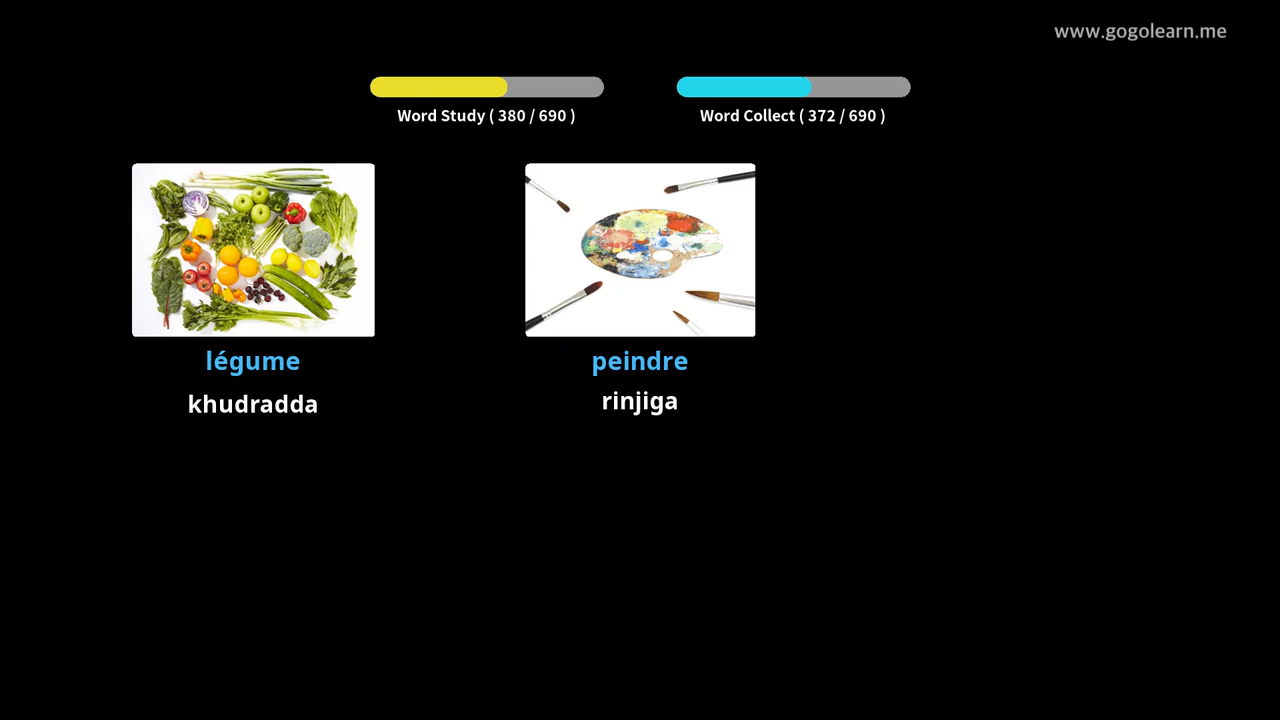 www.gogolearn.me
Word Study ( 380 / 690 )
Word Collect ( 372 / 690 )
légume
khudradda
peindre
rinjiga